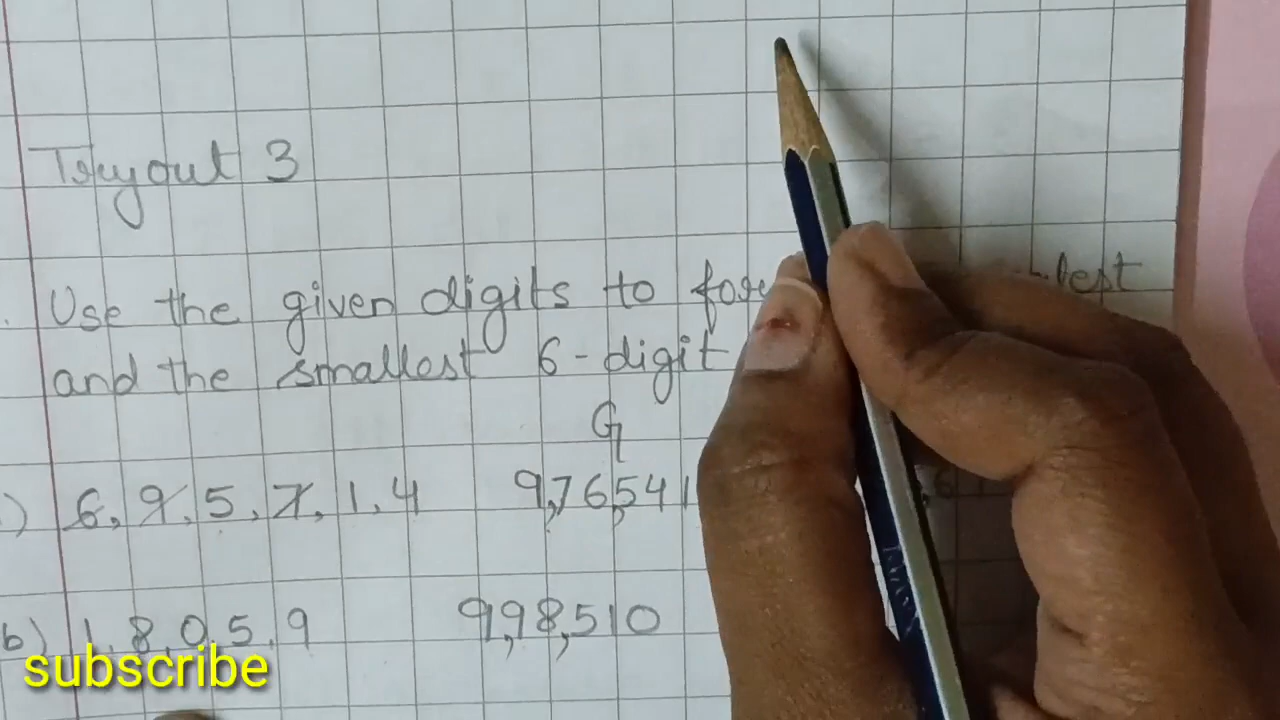 Tryout 3
Use the given digits to lest
and the smallest 6-digit
G
) 6, 9, 5, 7, 1, 4 9,76,541
b) 1, 8, 0, 5, 9 9,98,510
subscribe